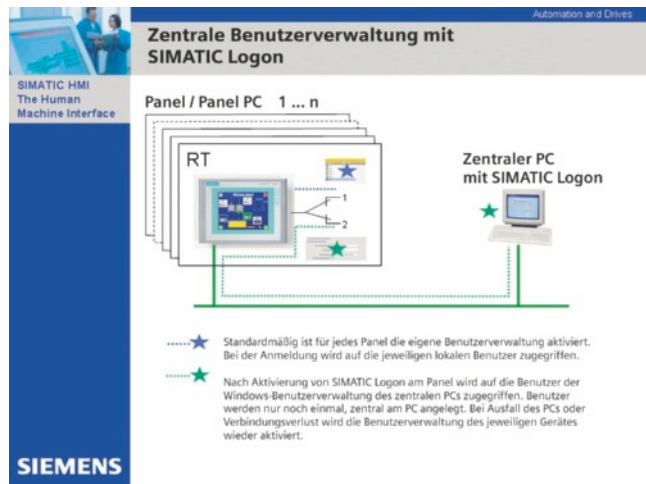 Automation and Drives
Zentrale Benutzerverwaltung mit
SIMATIC Logon
SIMATIC HMI
The Human
Machine Interface
Panel / Panel PC 1 ... n
RT
1
2
Zentraler PC
mit SIMATIC Logon
Standardmäßig ist für jedes Panel die eigene Benutzerverwaltung aktiviert.
Bei der Anmeldung wird auf die jeweiligen lokalen Benutzer zugegriffen.
Nach Aktivierung von SIMATIC Logon am Panel wird auf die Benutzer der
Windows-Benutzerverwaltung des zentralen PCs zugegriffen. Benutzer
werden nur noch einmal, zentral am PC angelegt. Bei Ausfall des PCs oder
Verbindungsverlust wird die Benutzerverwaltung des jeweiligen Gerätes
wieder aktiviert.
SIEMENS